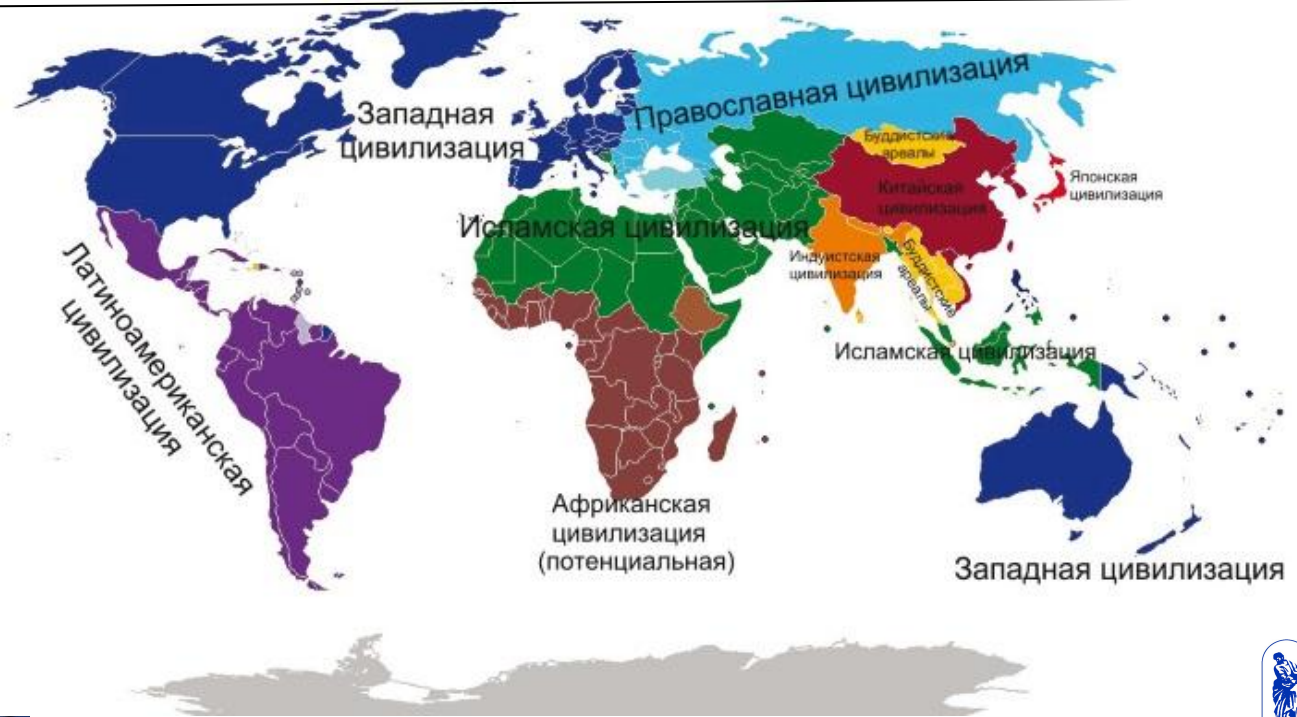 Западная
цивилизация
Православная цивилизация
Буддистские
ареалы
Китайская
цивилизация
Японская
цивилизация
Исламская цивилизация
Индуистская
цивилизация
Буддистские
ареалы
Латиноамериканская
цивилизация
Исламская цивилизация
Африканская
цивилизация
(потенциальная)
Западная цивилизация